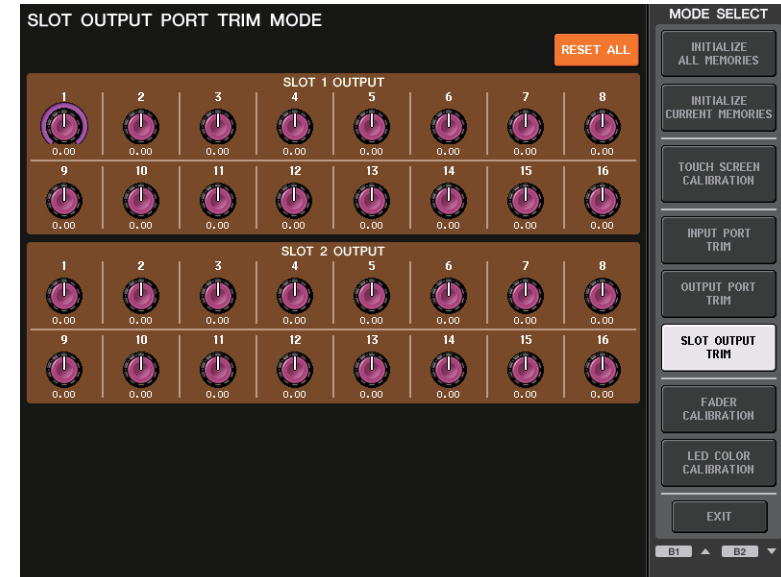 SLOT OUTPUT PORT TRIM MODE
RESET ALL
SLOT 1 OUTPUT
1 2 3 4 5 6 7 8
0.00 0.00 0.00 0.00 0.00 0.00 0.00 0.00
9 10 11 12 13 14 15 16
0.00 0.00 0.00 0.00 0.00 0.00 0.00 0.00
SLOT 2 OUTPUT
1 2 3 4 5 6 7 8
0.00 0.00 0.00 0.00 0.00 0.00 0.00 0.00
9 10 11 12 13 14 15 16
0.00 0.00 0.00 0.00 0.00 0.00 0.00 0.00
MODE SELECT
INITIALIZE
ALL MEMORIES
INITIALIZE
CURRENT MEMORIES
TOUCH SCREEN
CALIBRATION
INPUT PORT
TRIM
OUTPUT PORT
TRIM
SLOT OUTPUT
TRIM
FADER
CALIBRATION
LED COLOR
CALIBRATION
EXIT
B1 ▲ B2 ▼